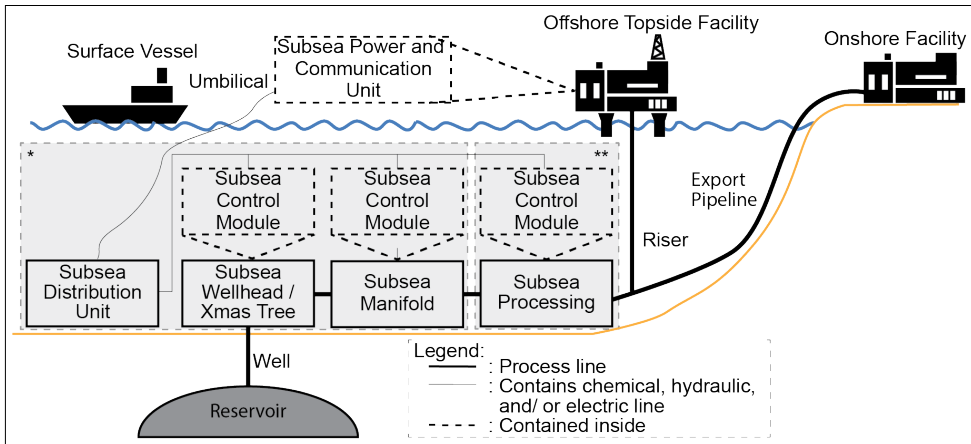 Offshore Topside Facility
Surface Vessel
Subsea Power and
Communication
Unit
Onshore Facility
Umbilical
*
**
Subsea
Control
Module
Subsea
Control
Module
Subsea
Control
Module
Export
Pipeline
Riser
Subsea
Distribution
Unit
Subsea
Wellhead /
Xmas Tree
Subsea
Manifold
Subsea
Processing
Well
Reservoir
Legend:
: Process line
: Contains chemical, hydraulic,
and/ or electric line
: Contained inside